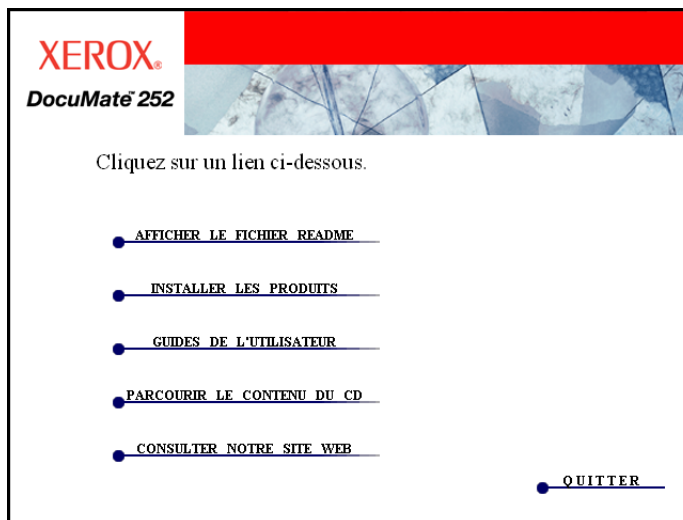 XEROX®
DocuMate™ 252
Cliquez sur un lien ci-dessous.
AFFICHER LE FICHIER README
INSTALLER LES PRODUITS
GUIDES DE L'UTILISATEUR
PARCOURIR LE CONTENU DU CD
CONSULTER NOTRE SITE WEB
QUITTER